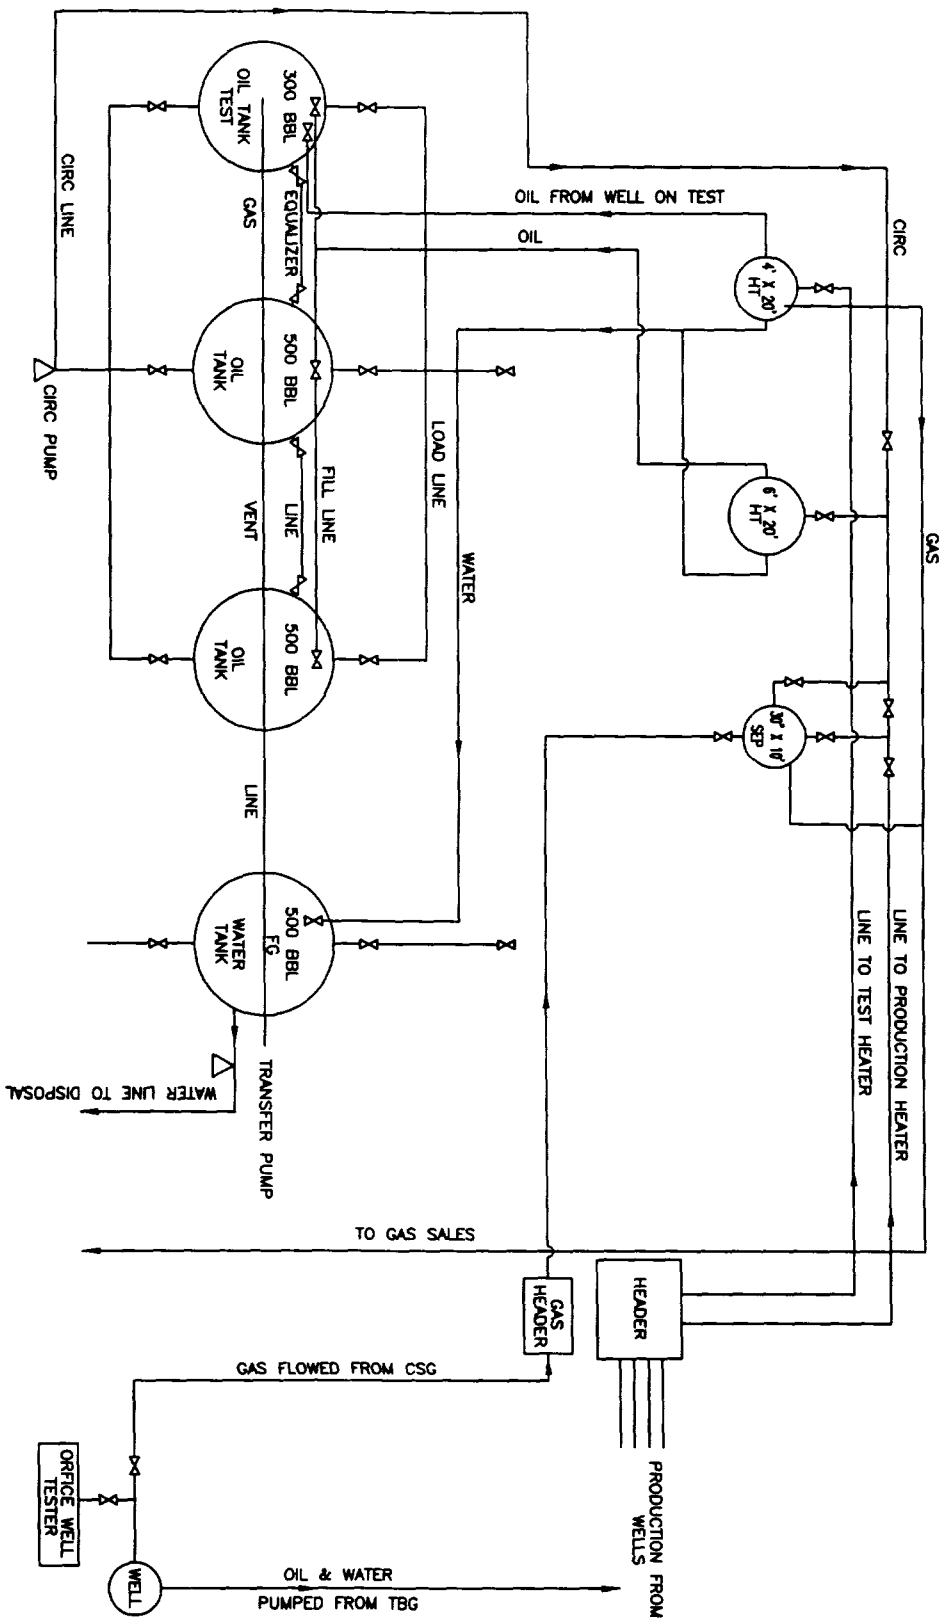 CIRC LINE
CIRC PUMP
300 BBL
OIL TANK
TEST
EQUALIZER
GAS
500 BBL
OIL
TANK
FILL LINE
LINE
VENT
LOAD LINE
500 BBL
OIL
TANK
LINE
500 BBL
FG
WATER
TANK
WATER
TRANSFER PUMP
WATER LINE TO DISPOSAL
OIL FROM WELL ON TEST
OIL
CIRC
GAS
4' X 20'
HT
6' X 20'
HT
30" X 10'
SEP
LINE TO PRODUCTION HEATER
LINE TO TEST HEATER
TO GAS SALES
GAS
HEADER
HEADER
GAS FLOWED FROM CSG
PRODUCTION FROM
WELLS
ORFICE WELL
TESTER
WELL
OIL & WATER
PUMPED FROM TBG